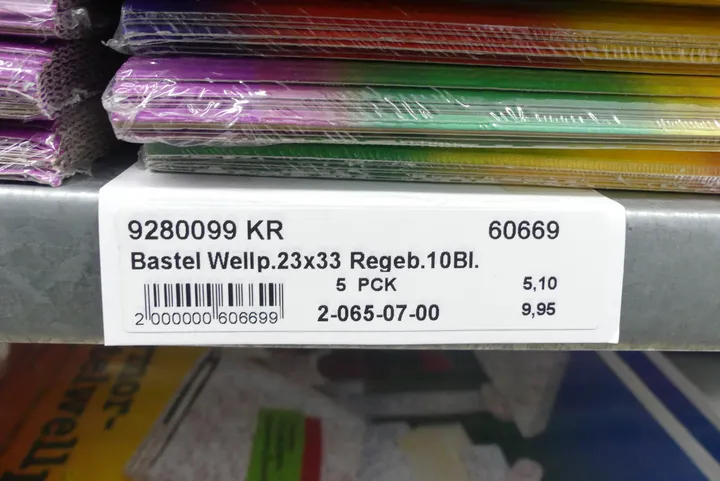 9280099 KR 60669
Bastel Wellp.23x33 Regeb.10Bl.
5 PCK 5,10
2 000000 606699 2-065-07-00 9,95